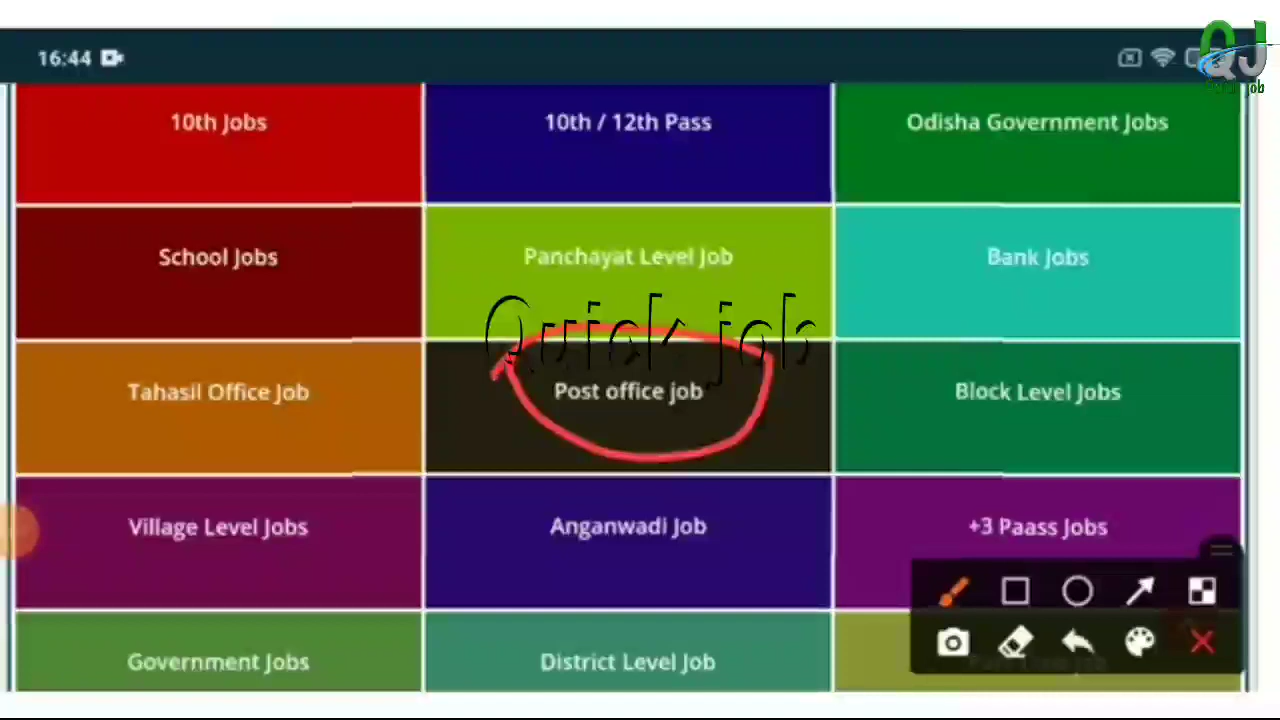 16:44
QJ
10th Jobs
10th / 12th Pass
Odisha Government Jobs
School Jobs
Panchayat Level Job
Bank Jobs
Quick job
Tahasil Office Job
Post office job
Block Level Jobs
Village Level Jobs
Anganwadi Job
+3 Paass Jobs
Government Jobs
District Level Job